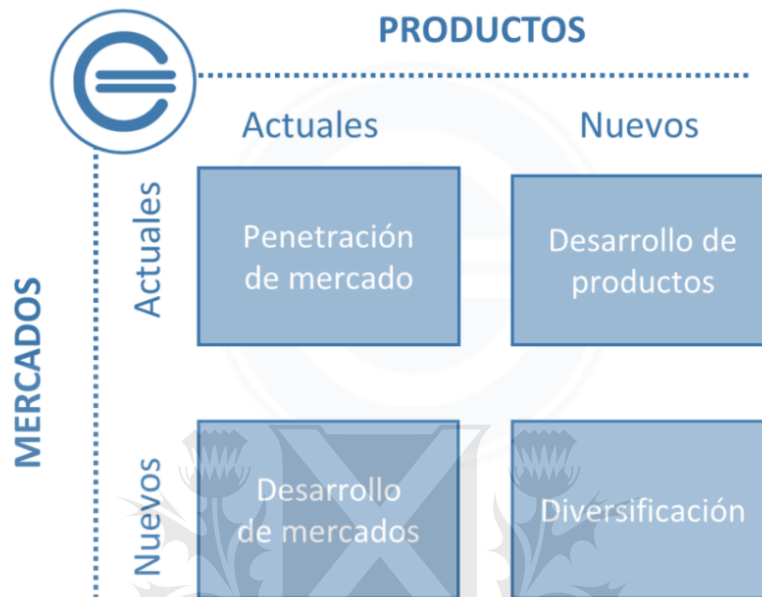 PRODUCTOS
Actuales
Nuevos
MERCADOS
Actuales
Penetración
de mercado
Desarrollo de
productos
Nuevos
Desarrollo
de mercados
Diversificación